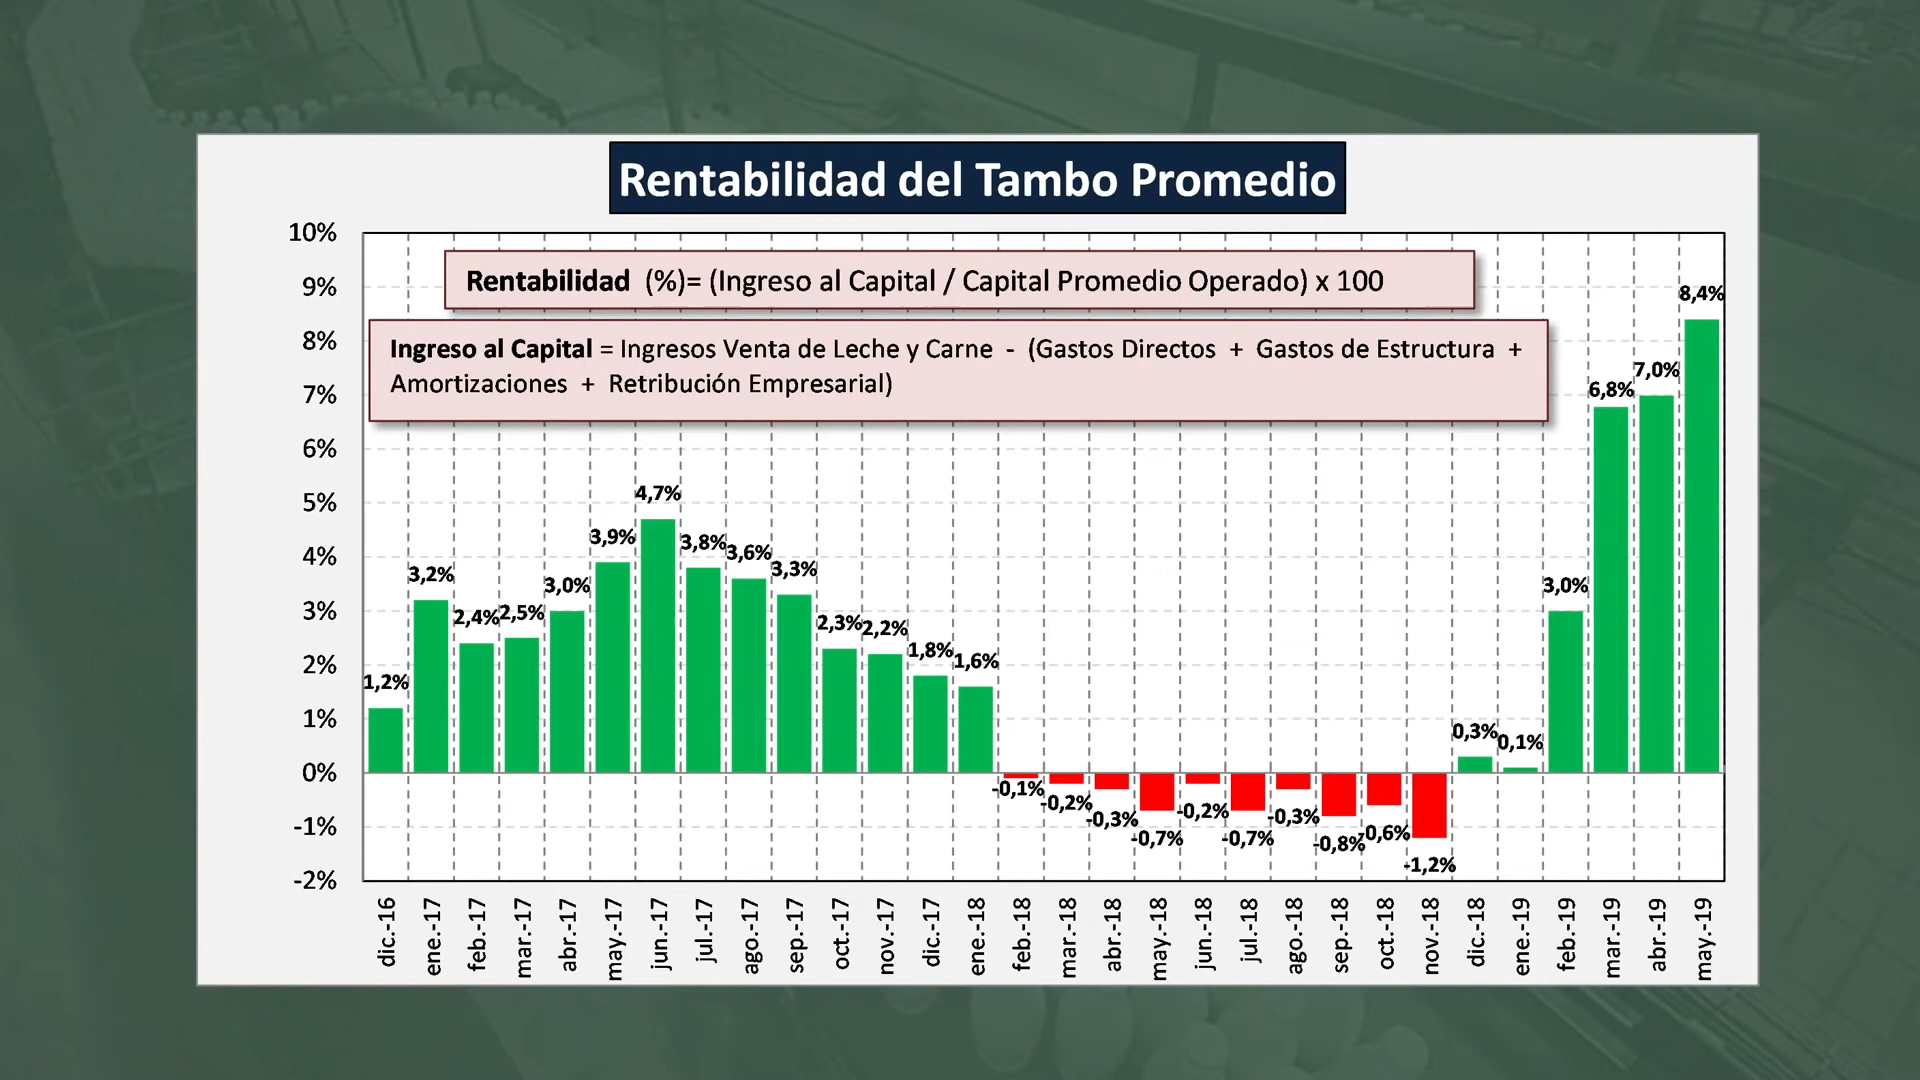 Rentabilidad del Tambo Promedio
Rentabilidad (%)= (Ingreso al Capital / Capital Promedio Operado) x 100
Ingreso al Capital = Ingresos Venta de Leche y Carne - (Gastos Directos + Gastos de Estructura +
Amortizaciones + Retribución Empresarial)
10%
9%
8%
7%
6%
5%
4%
3%
2%
1%
0%
-1%
-2%
1,2%
3,2%
2,4%
2,5%
3,0%
3,9%
4,7%
3,8%
3,6%
3,3%
2,3%
2,2%
1,8%
1,6%
-0,1%
-0,2%
-0,3%
-0,7%
-0,2%
-0,7%
-0,3%
-0,8%
-0,6%
-1,2%
0,3%
0,1%
3,0%
6,8%
7,0%
8,4%
dic.-16
ene.-17
feb.-17
mar.-17
abr.-17
may.-17
jun.-17
jul.-17
ago.-17
sep.-17
oct.-17
nov.-17
dic.-17
ene.-18
feb.-18
mar.-18
abr.-18
may.-18
jun.-18
jul.-18
ago.-18
sep.-18
oct.-18
nov.-18
dic.-18
ene.-19
feb.-19
mar.-19
abr.-19
may.-19